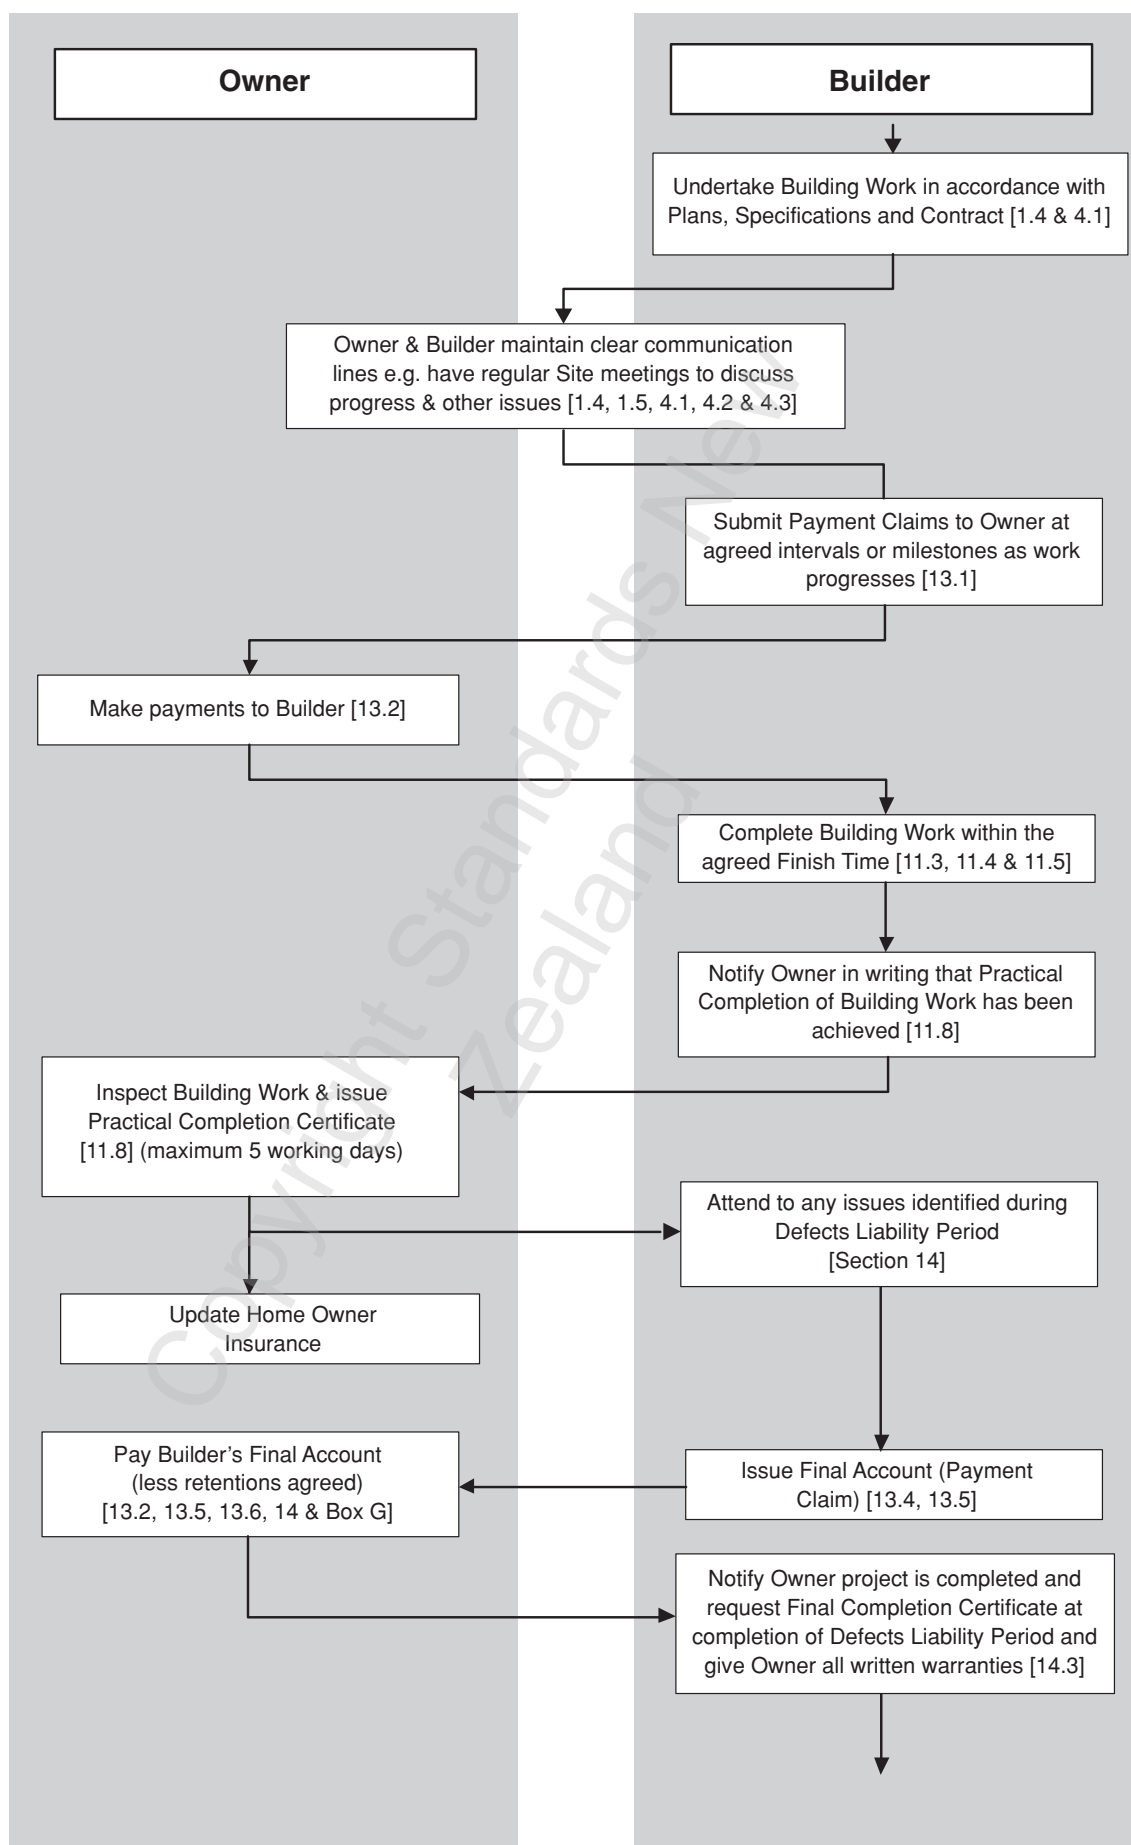 Owner
Builder
Undertake Building Work in accordance with
Plans, Specifications and Contract [1.4 & 4.1]
Owner & Builder maintain clear communication
lines e.g. have regular Site meetings to discuss
progress & other issues [1.4, 1.5, 4.1, 4.2 & 4.3]
Submit Payment Claims to Owner at
agreed intervals or milestones as work
progresses [13.1]
Make payments to Builder [13.2]
Complete Building Work within the
agreed Finish Time [11.3, 11.4 & 11.5]
Notify Owner in writing that Practical
Completion of Building Work has been
achieved [11.8]
Inspect Building Work & issue
Practical Completion Certificate
[11.8] (maximum 5 working days)
Attend to any issues identified during
Defects Liability Period
[Section 14]
Update Home Owner
Insurance
Pay Builder's Final Account
(less retentions agreed)
[13.2, 13.5, 13.6, 14 & Box G]
Issue Final Account (Payment
Claim) [13.4, 13.5]
Notify Owner project is completed and
request Final Completion Certificate at
completion of Defects Liability Period and
give Owner all written warranties [14.3]
Copyright Standards New
Zealand